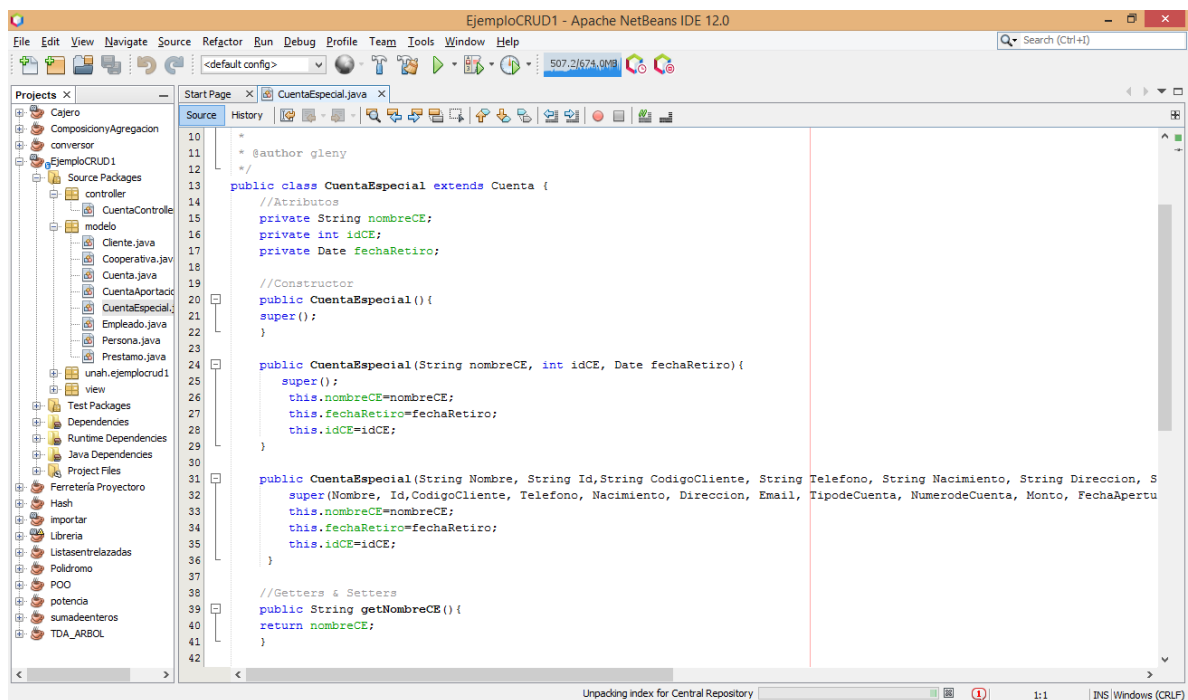 EjemploCRUD1 - Apache NetBeans IDE 12.0
File Edit View Navigate Source Refactor Run Debug Profile Team Tools Window Help
Search (Ctrl+I)
<default config>
507.2/674.0MB
Projects
Cajero
ComposicionyAgregacion
conversor
EjemploCRUD1
Source Packages
controller
CuentaControlle
modelo
Cliente.java
Cooperativa.jav
Cuenta.java
CuentaAportacio
CuentaEspecial.j
Empleado.java
Persona.java
Prestamo.java
unah.ejemplocrud1
view
Test Packages
Dependencies
Runtime Dependencies
Java Dependencies
Project Files
Ferretería Proyectoro
Hash
importar
Libreria
Listasentrelazadas
Polidromo
POO
potencia
sumadeenteros
TDA_ARBOL
Start Page
CuentaEspecial.java
Source History
10 *
11 * @author gleny
12 */
13 public class CuentaEspecial extends Cuenta {
14 //Atributos
15 private String nombreCE;
16 private int idCE;
17 private Date fechaRetiro;
18
19 //Constructor
20 public CuentaEspecial(){
21 super();
22 }
23
24 public CuentaEspecial(String nombreCE, int idCE, Date fechaRetiro){
25 super();
26 this.nombreCE=nombreCE;
27 this.fechaRetiro=fechaRetiro;
28 this.idCE=idCE;
29 }
30
31 public CuentaEspecial(String Nombre, String Id,String CodigoCliente, String Telefono, String Nacimiento, String Direccion, S
32 super(Nombre, Id,CodigoCliente, Telefono, Nacimiento, Direccion, Email, TipodeCuenta, NumerodeCuenta, Monto, FechaApertu
33 this.nombreCE=nombreCE;
34 this.fechaRetiro=fechaRetiro;
35 this.idCE=idCE;
36 }
37
38 //Getters & Setters
39 public String getNombreCE(){
40 return nombreCE;
41 }
42
Unpacking index for Central Repository
1
1:1
INS
Windows (CRLF)